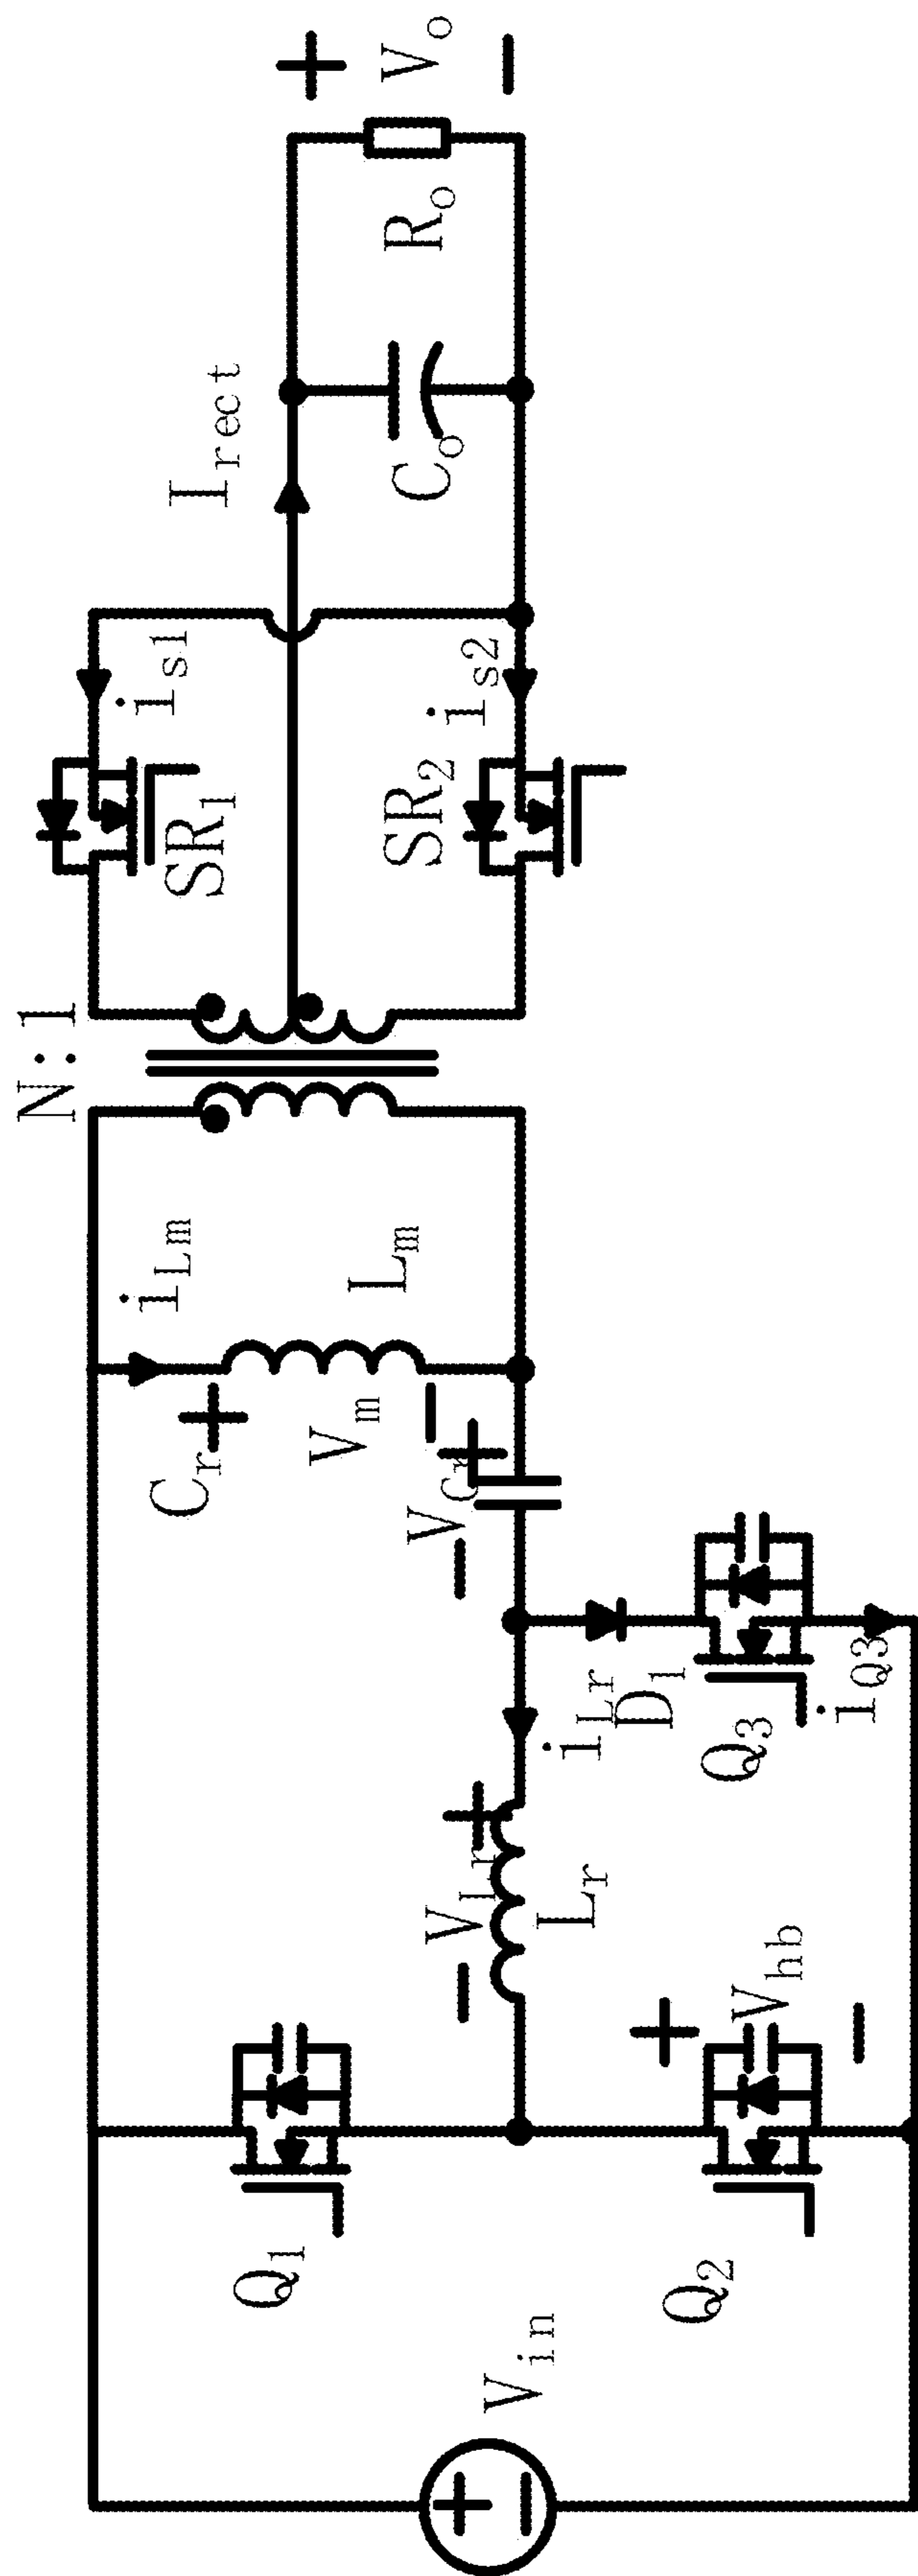 V_in
Q_1
Q_2
+
V_hb
−
− V_Lr +
L_r
i_Lr
D_1
Q_3
i_Q3
− V_Cr +
C_r
+
V_m
−
i_Lm
L_m
N:1
SR_1
i_s1
SR_2
i_s2
I_rect
C_o
R_o
+
V_o
−